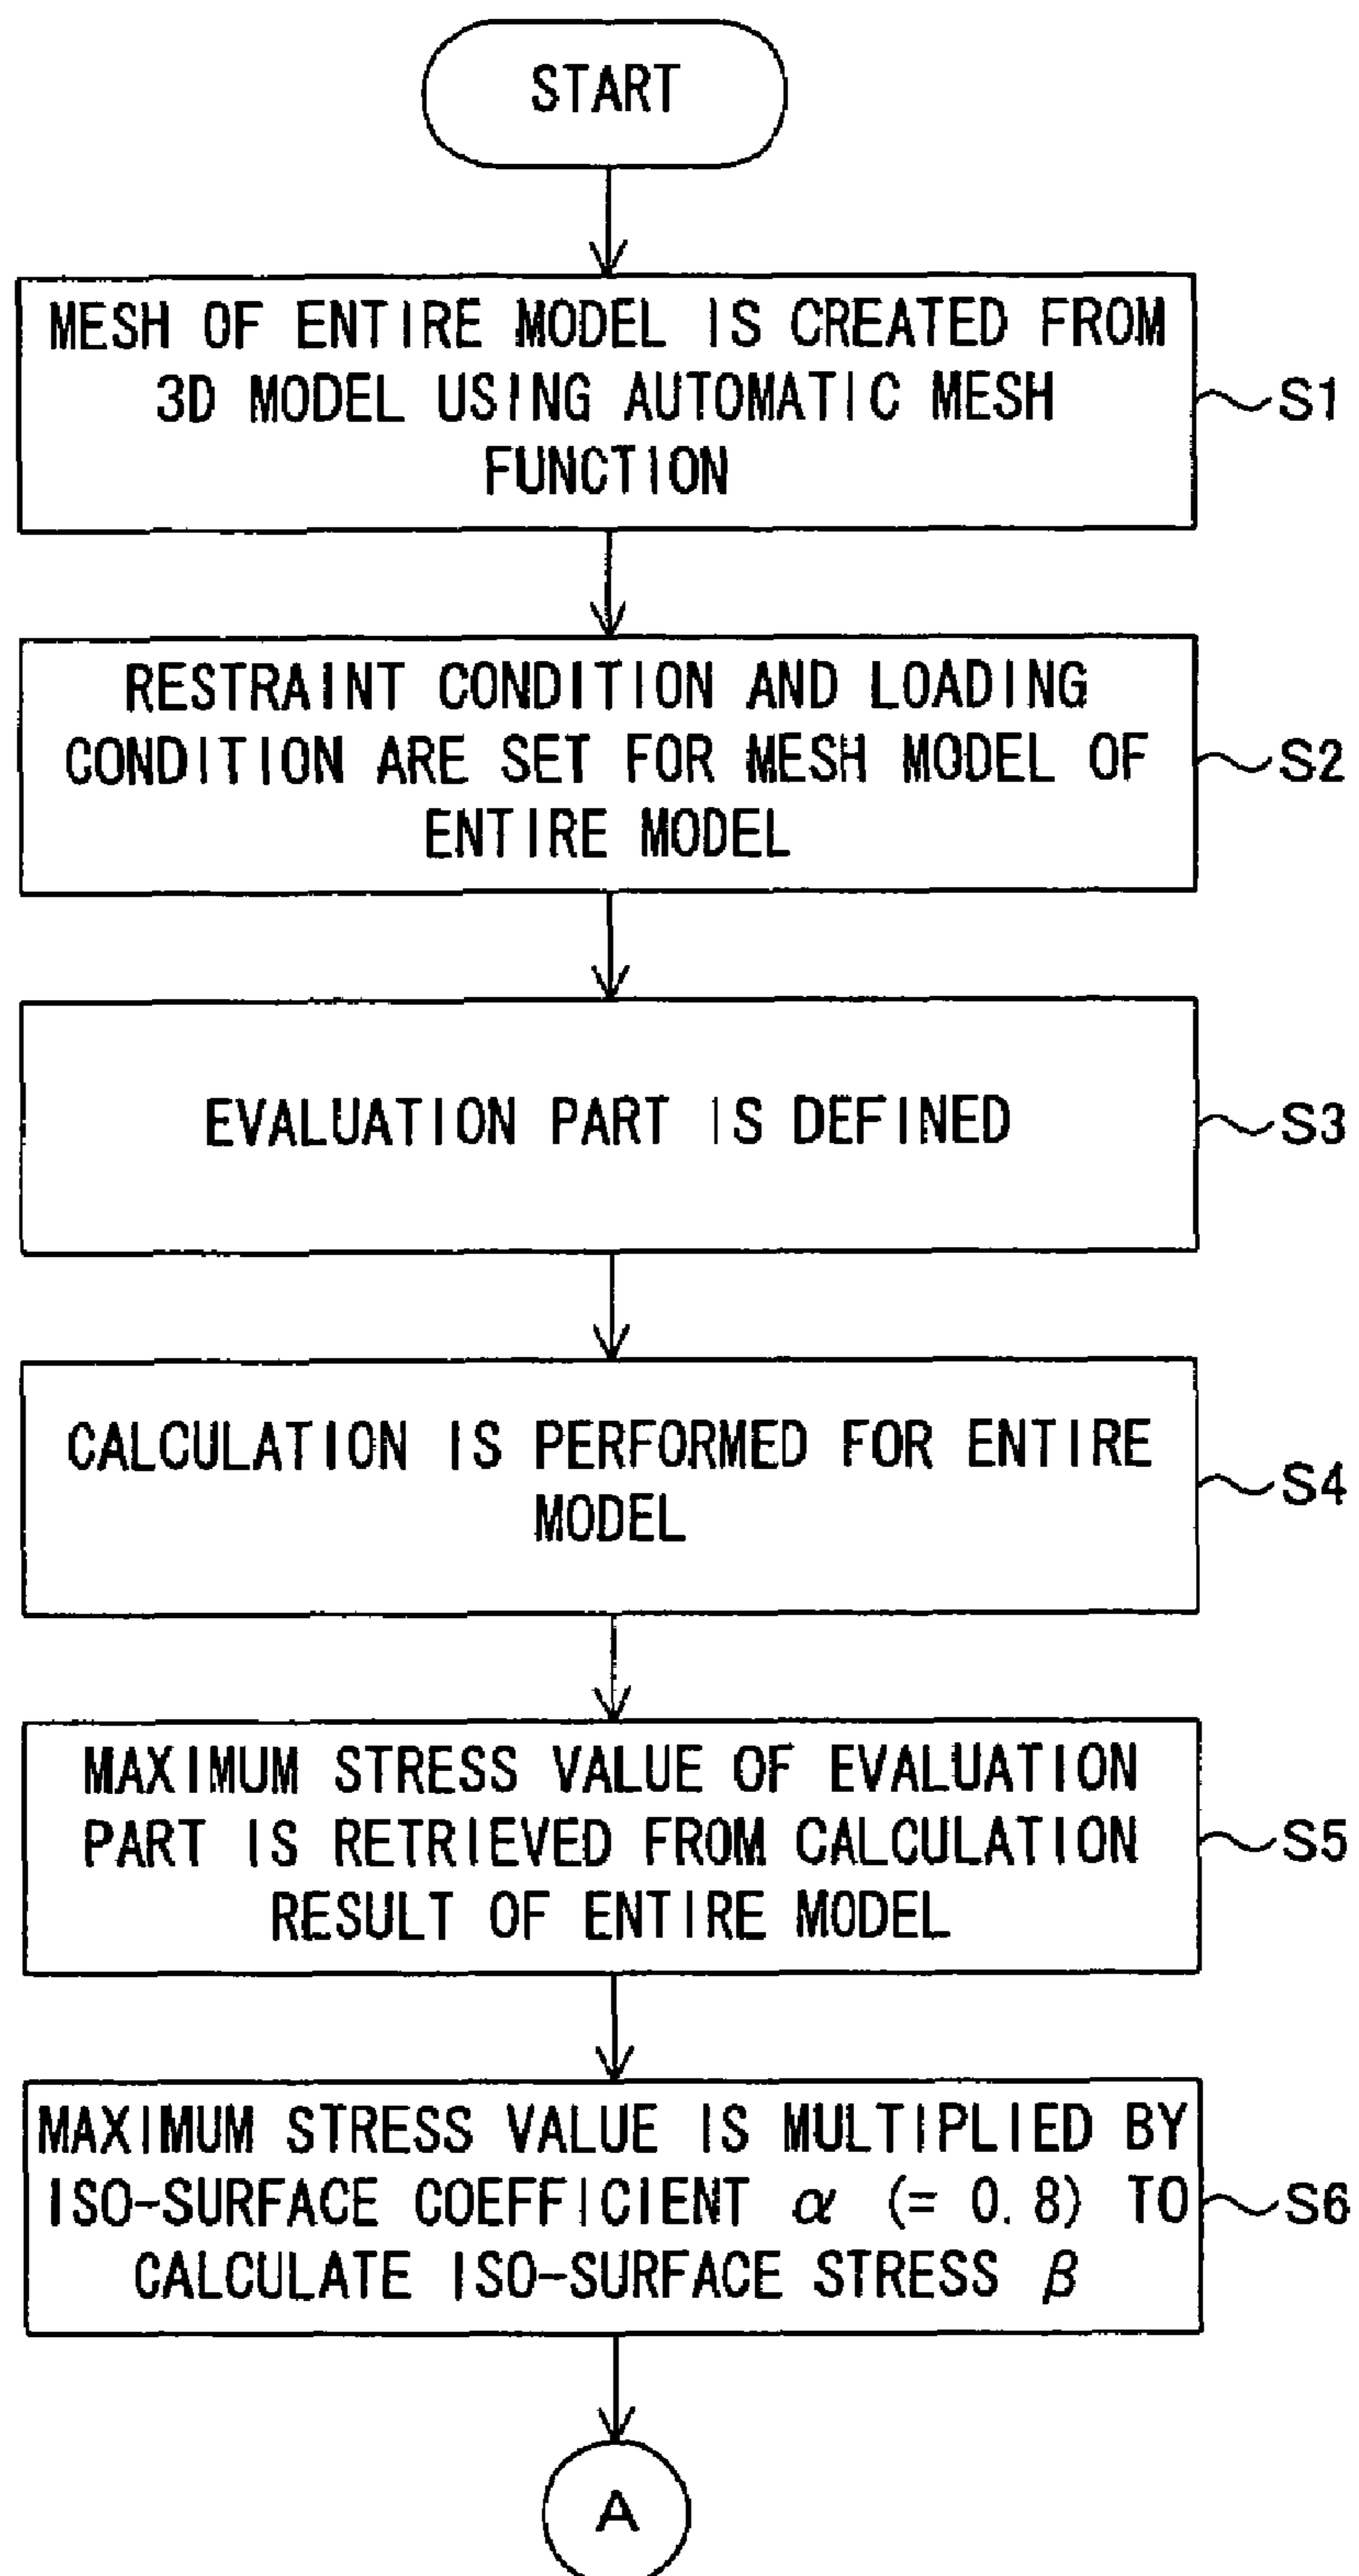 START
MESH OF ENTIRE MODEL IS CREATED FROM
3D MODEL USING AUTOMATIC MESH
FUNCTION
S1
RESTRAINT CONDITION AND LOADING
CONDITION ARE SET FOR MESH MODEL OF
ENTIRE MODEL
S2
EVALUATION PART IS DEFINED
S3
CALCULATION IS PERFORMED FOR ENTIRE
MODEL
S4
MAXIMUM STRESS VALUE OF EVALUATION
PART IS RETRIEVED FROM CALCULATION
RESULT OF ENTIRE MODEL
S5
MAXIMUM STRESS VALUE IS MULTIPLIED BY
ISO-SURFACE COEFFICIENT α (= 0.8) TO
CALCULATE ISO-SURFACE STRESS β
S6
A